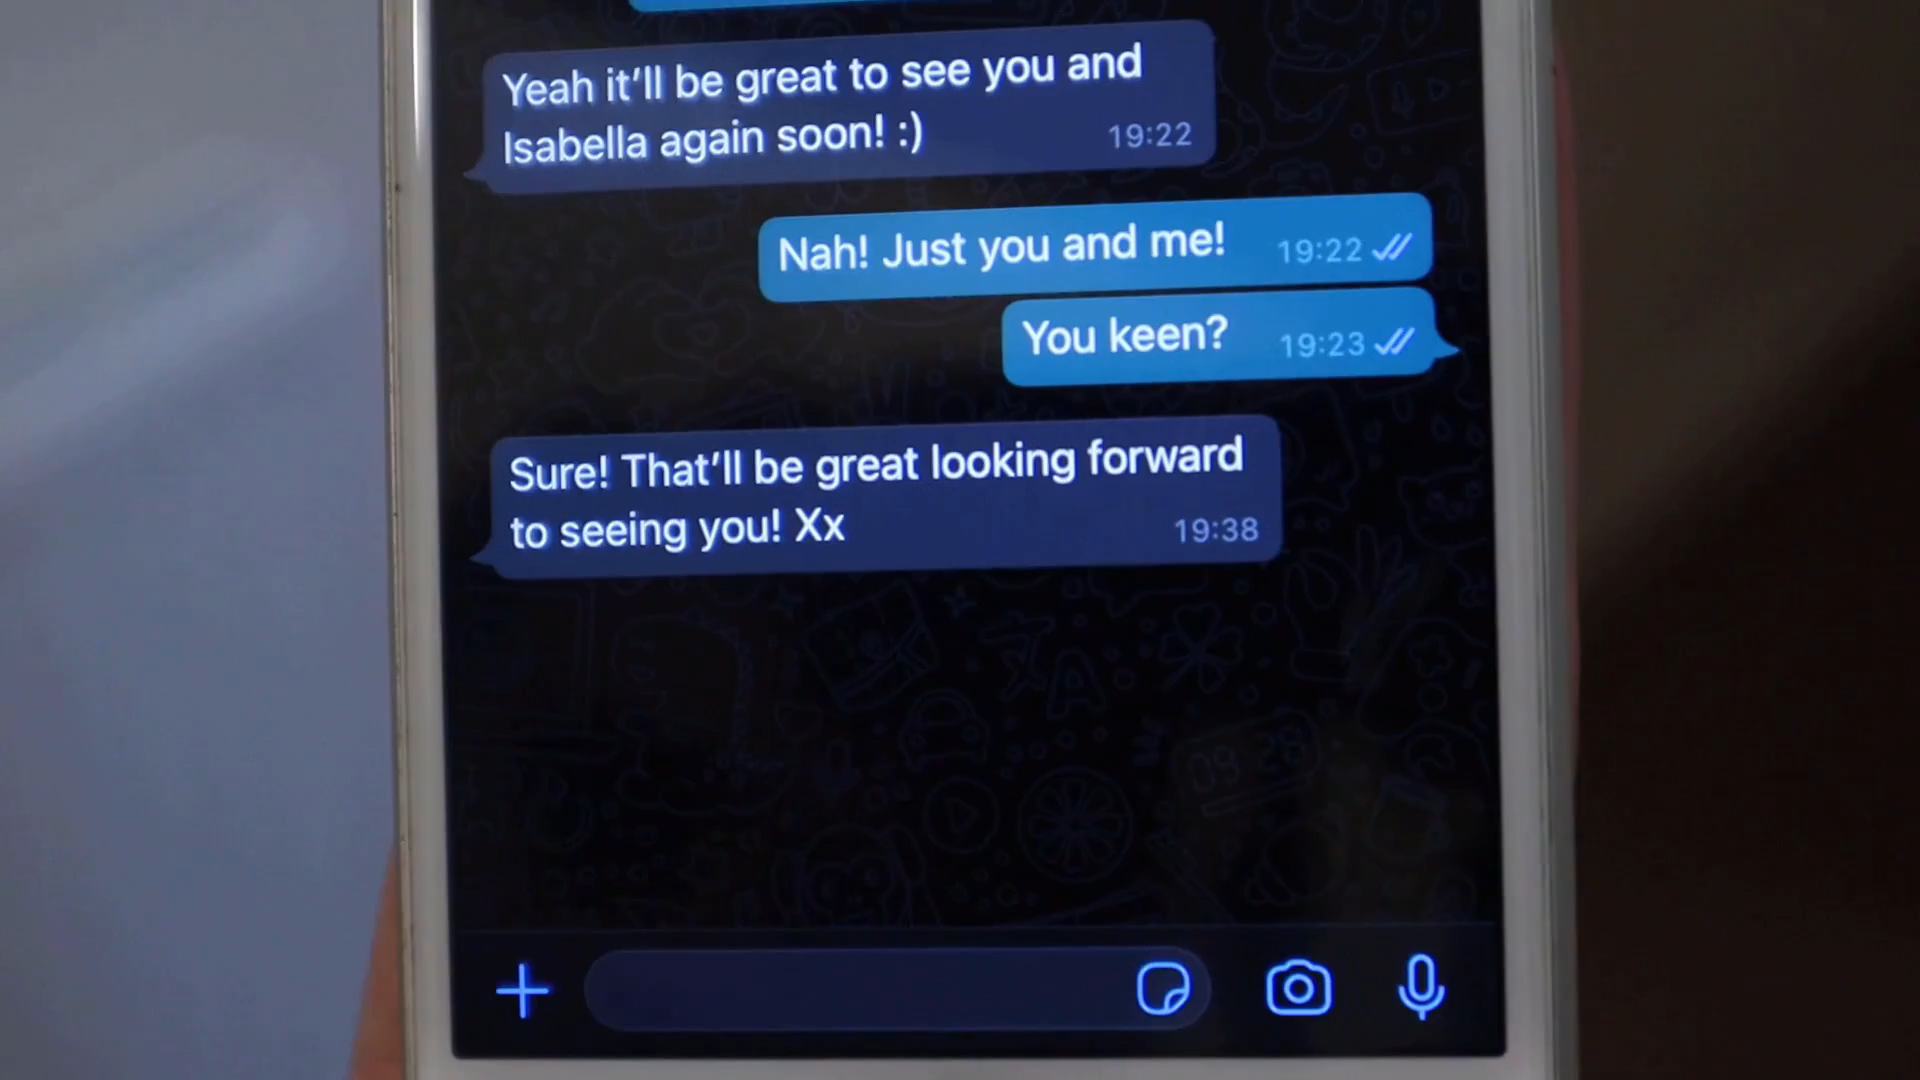 Yeah it'll be great to see you and
Isabella again soon! :)
19:22
Nah! Just you and me!
19:22
You keen?
19:23
Sure! That'll be great looking forward
to seeing you! Xx
19:38